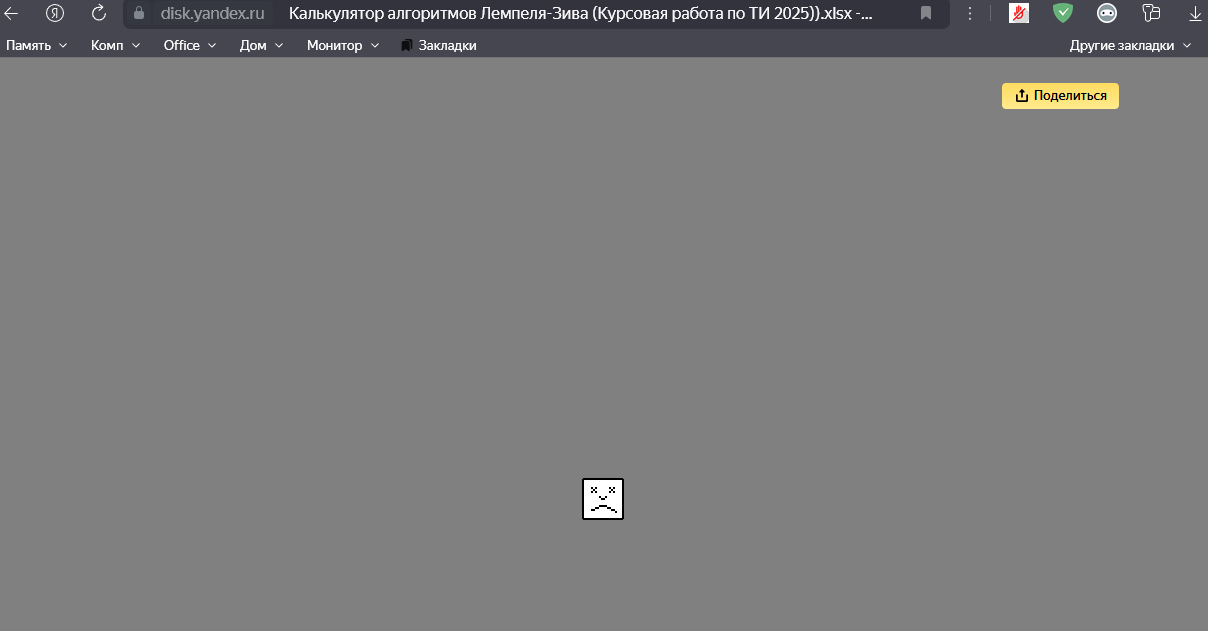 disk.yandex.ru Калькулятор алгоритмов Лемпеля-Зива (Курсовая работа по ТИ 2025)).xlsx -...
Память Комп Office Дом Монитор Закладки Другие закладки
Поделиться